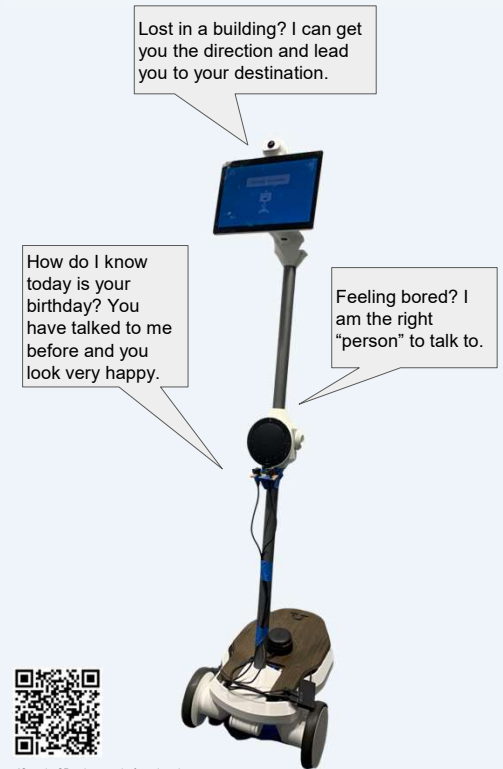 Lost in a building? I can get
you the direction and lead
you to your destination.
How do I know
today is your
birthday? You
have talked to me
before and you
look very happy.
Feeling bored? I
am the right
“person” to talk to.